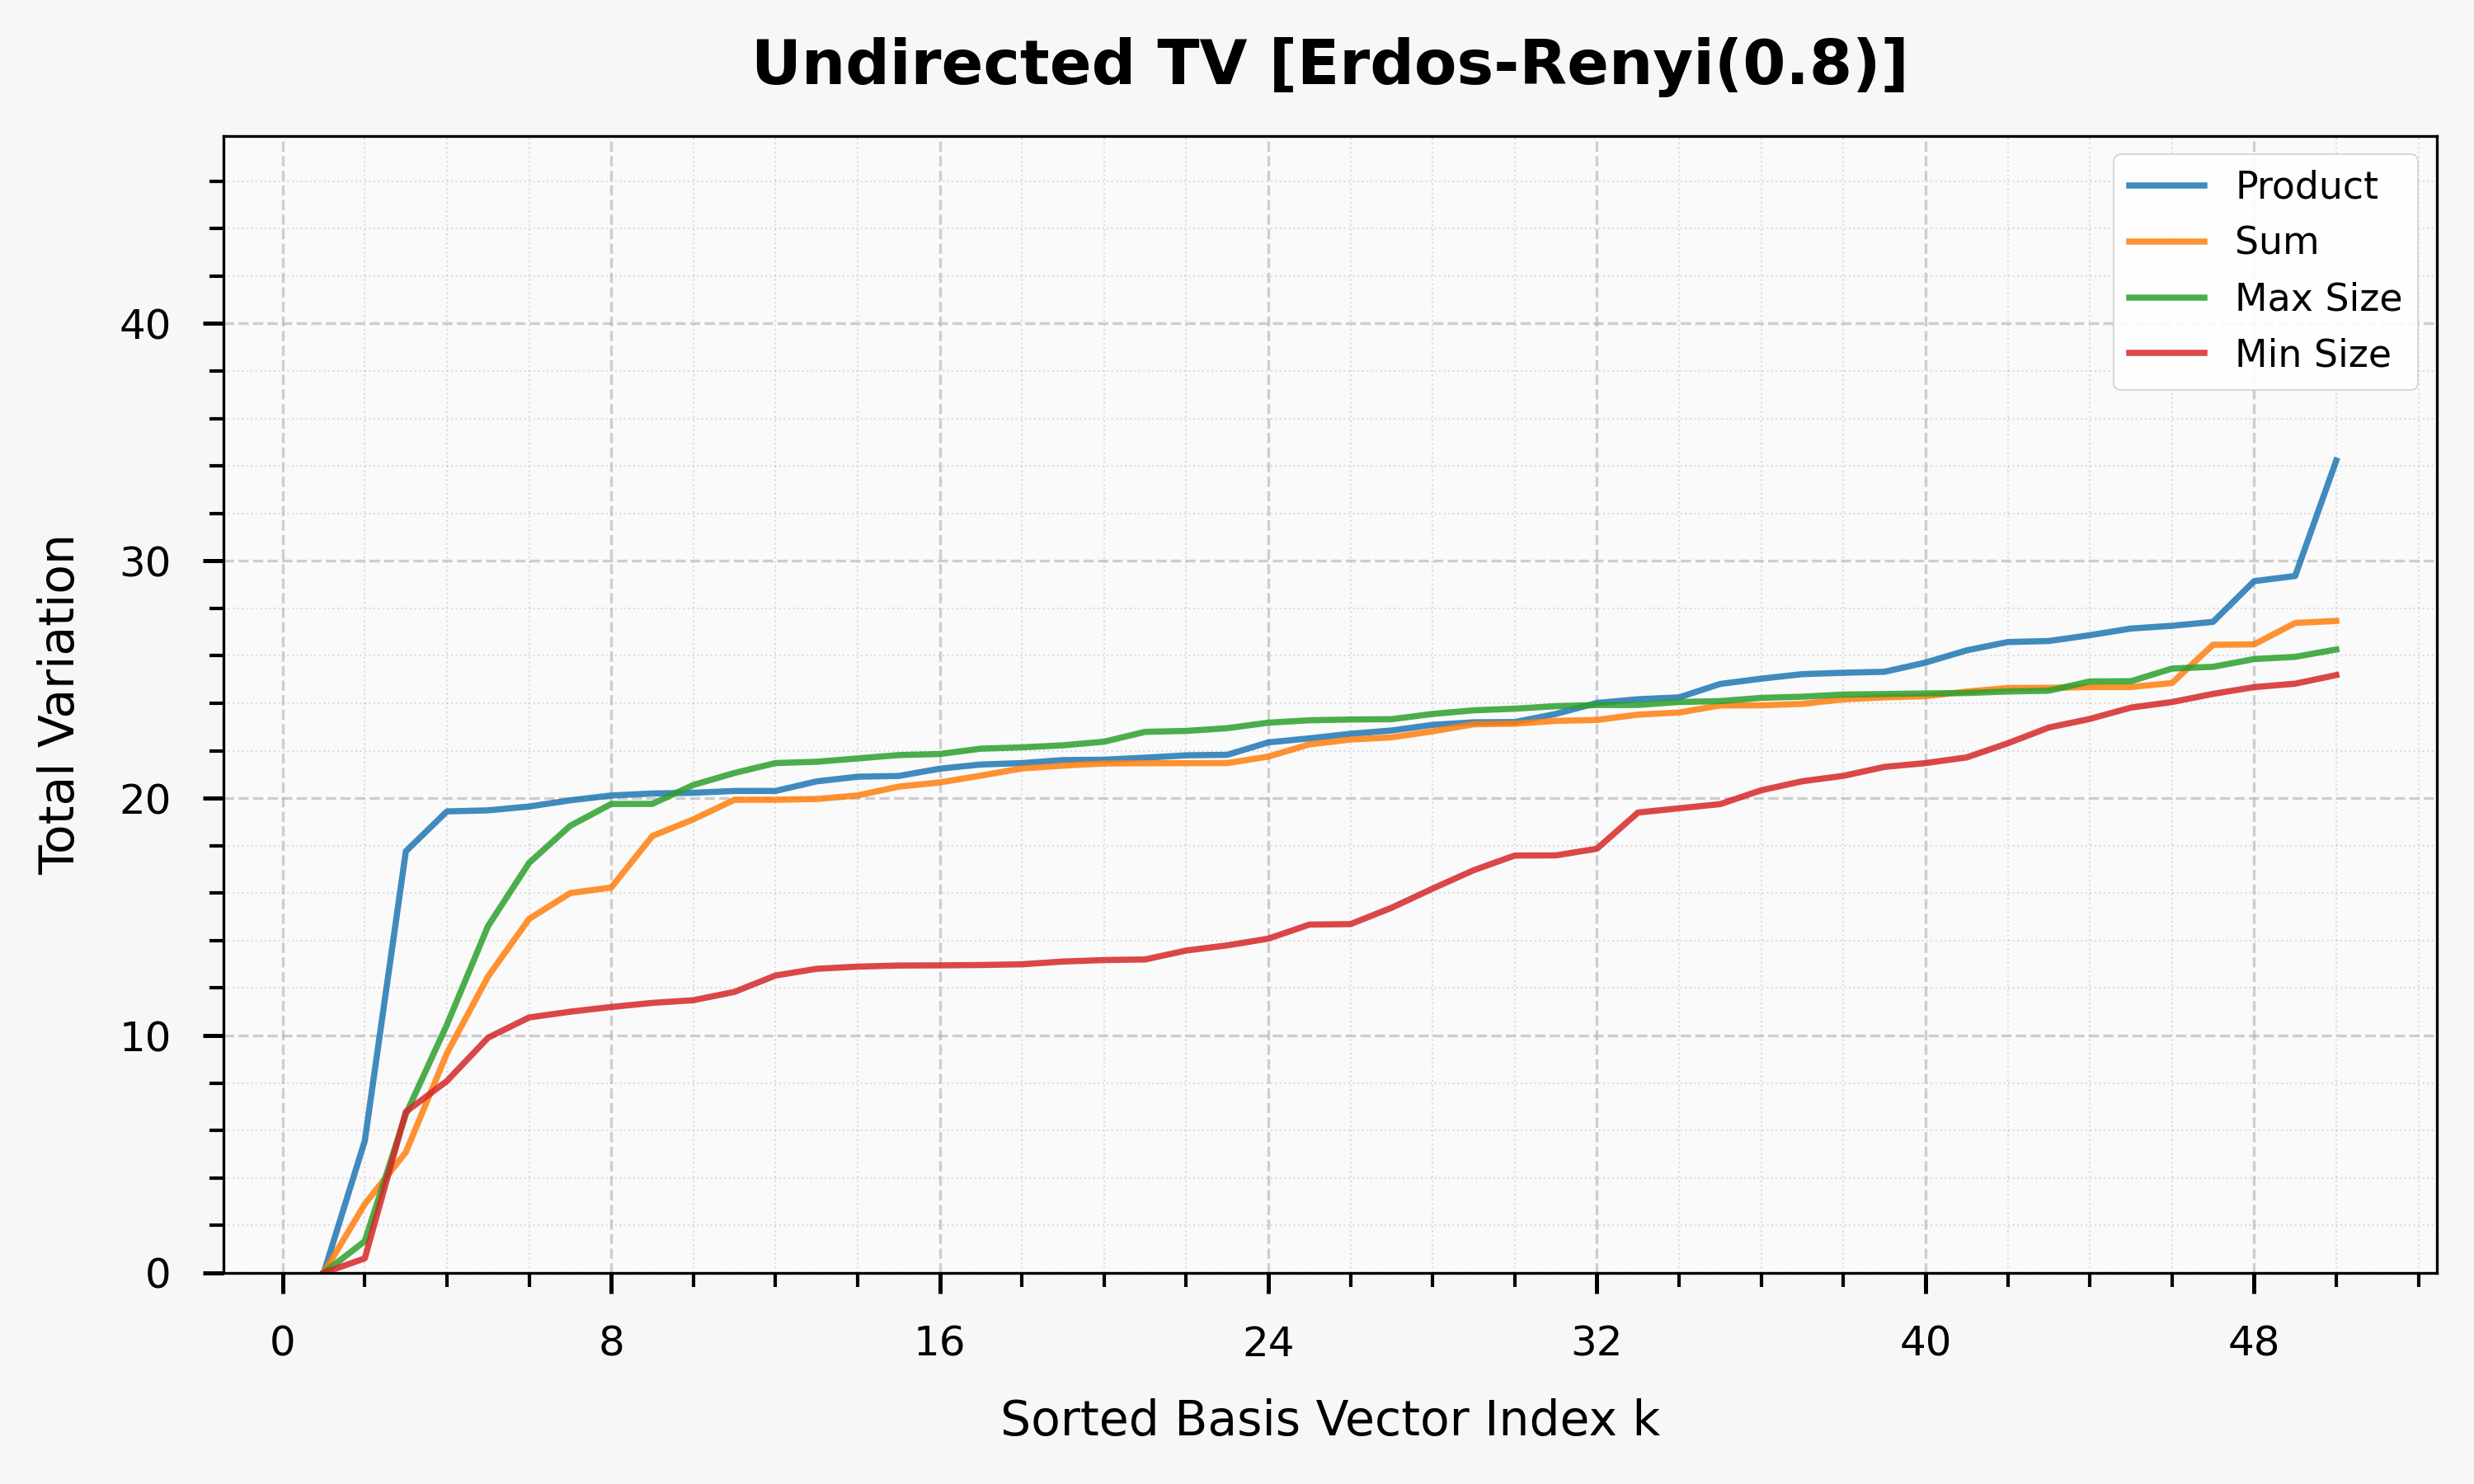 Undirected TV [Erdos-Renyi(0.8)]
Product
Sum
Max Size
Min Size
Total Variation
40
30
20
10
0
0 8 16 24 32 40 48
Sorted Basis Vector Index k